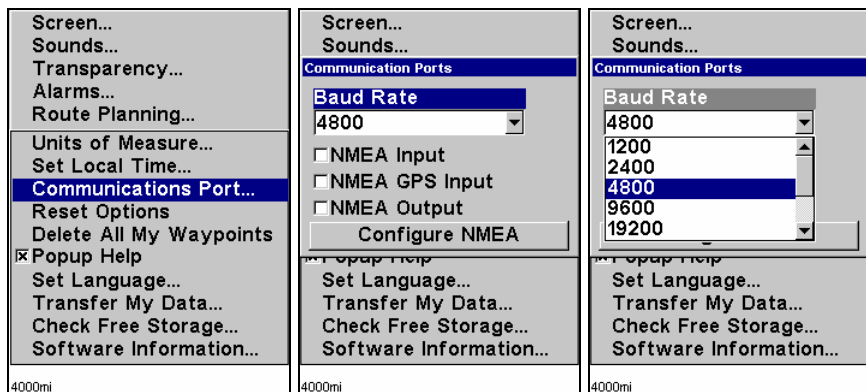 Screen...
Sounds...
Transparency...
Alarms...
Route Planning...
Units of Measure...
Set Local Time...
Communications Port...
Reset Options
Delete All My Waypoints
Popup Help
Set Language...
Transfer My Data...
Check Free Storage...
Software Information...
4000mi
Screen...
Sounds...
Communication Ports
Baud Rate
4800
NMEA Input
NMEA GPS Input
NMEA Output
Configure NMEA
Popup Help
Set Language...
Transfer My Data...
Check Free Storage...
Software Information...
4000mi
Screen...
Sounds...
Communication Ports
Baud Rate
4800
1200
2400
4800
9600
19200
Popup Help
Set Language...
Transfer My Data...
Check Free Storage...
Software Information...
4000mi